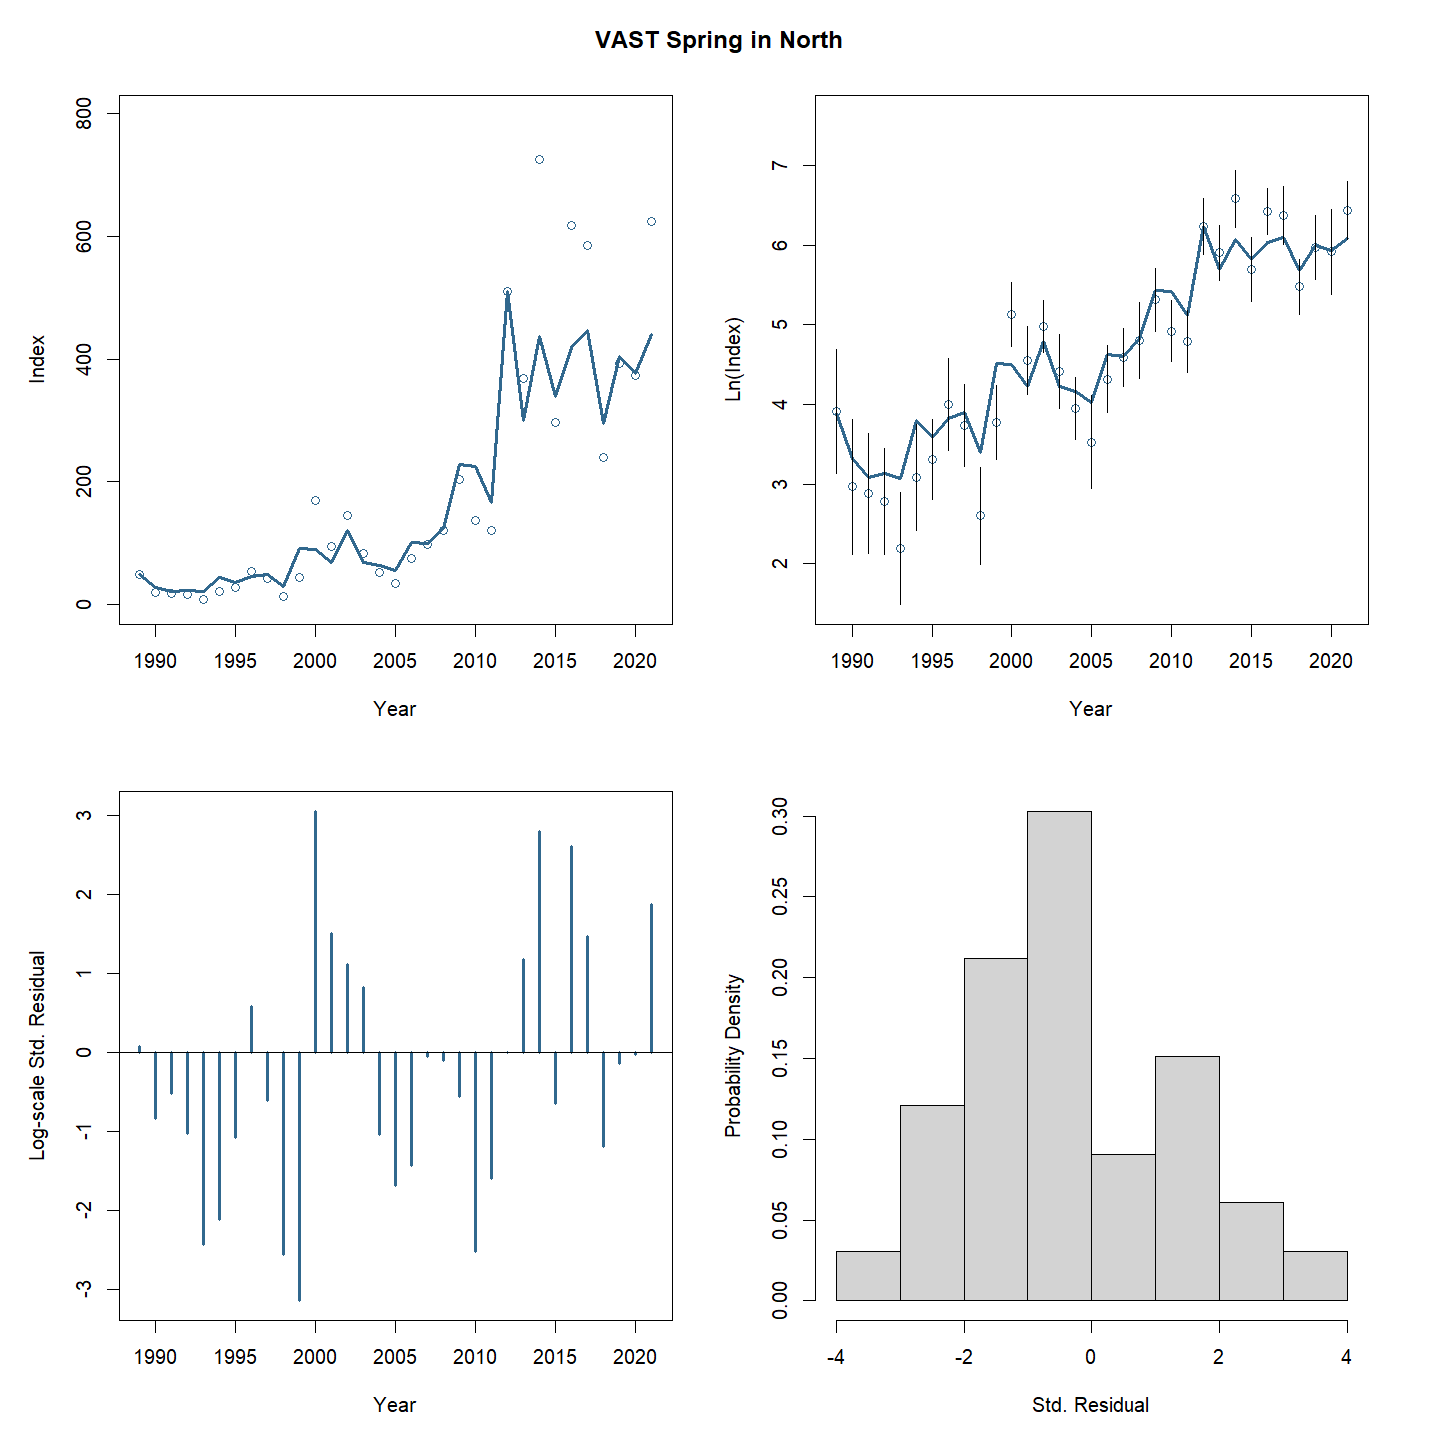 VAST Spring in North
800
600
400
200
0
Index
1990 1995 2000 2005 2010 2015 2020
Year
7
6
5
4
3
2
Ln(Index)
1990 1995 2000 2005 2010 2015 2020
Year
3
2
1
0
-1
-2
-3
Log-scale Std. Residual
1990 1995 2000 2005 2010 2015 2020
Year
0.30
0.25
0.20
0.15
0.10
0.05
0.00
Probability Density
-4 -2 0 2 4
Std. Residual